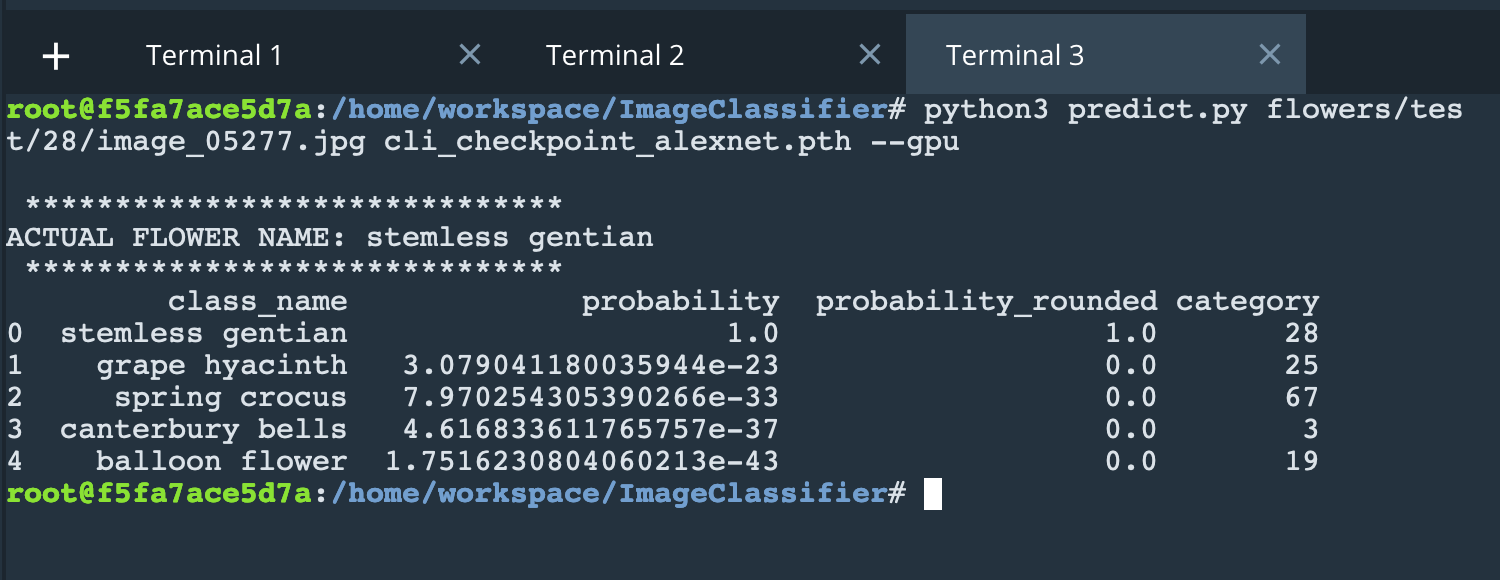 + Terminal 1 × Terminal 2 × Terminal 3 ×
root@f5fa7ace5d7a:/home/workspace/ImageClassifier# python3 predict.py flowers/tes
t/28/image_05277.jpg cli_checkpoint_alexnet.pth --gpu
******************************
ACTUAL FLOWER NAME: stemless gentian
******************************
class_name probability probability_rounded category
0 stemless gentian 1.0 1.0 28
1 grape hyacinth 3.079041180035944e-23 0.0 25
2 spring crocus 7.970254305390266e-33 0.0 67
3 canterbury bells 4.616833611765757e-37 0.0 3
4 balloon flower 1.7516230804060213e-43 0.0 19
root@f5fa7ace5d7a:/home/workspace/ImageClassifier#